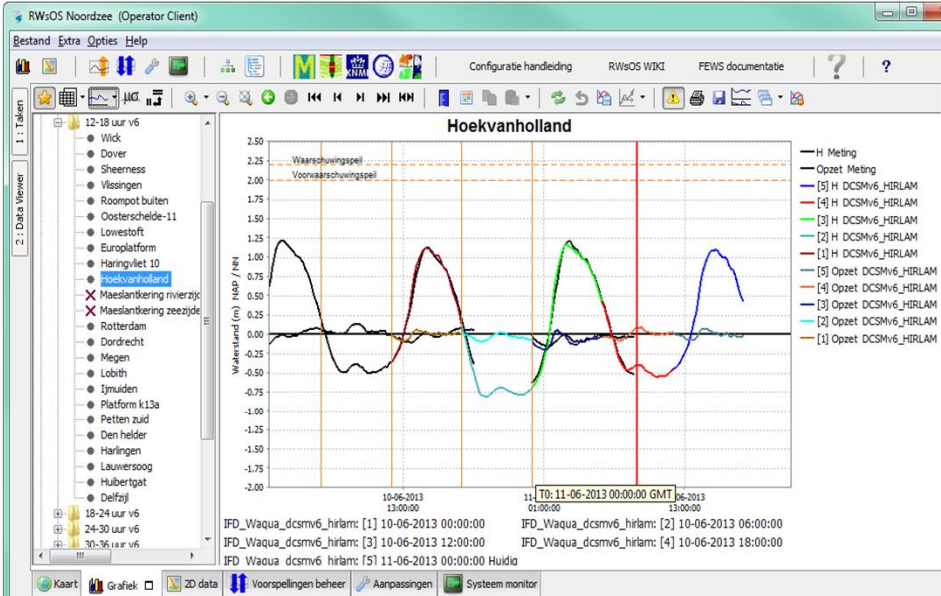 RWsOS Noordzee (Operator Client)
Bestand Extra Opties Help
Configuratie handleiding RWsOS WIKI FEWS documentatie
1 : Taken
2 : Data Viewer
12-18 uur v6
Wick
Dover
Sheerness
Vlissingen
Roompot buiten
Oosterschelde-11
Lowestoft
Europlatform
Haringvliet 10
Hoekvanholland
Maeslantkering rivierzijd
Maeslantkering zeezijde
Rotterdam
Dordrecht
Megen
Lobith
Ijmuiden
Platform k13a
Petten zuid
Den helder
Harlingen
Lauwersoog
Huibertgat
Delfzijl
18-24 uur v6
24-30 uur v6
30-36 uur v6
Hoekvanholland
Waterstand (m) NAP / NN
2.50
2.25
2.00
1.75
1.50
1.25
1.00
0.75
0.50
0.25
0.00
-0.25
-0.50
-0.75
-1.00
-1.25
-1.50
-1.75
-2.00
Waarschuwingspeil
Voorwaarschuwingspeil
10-06-2013
13:00:00
11-
01:00:00
06-2013
13:00:00
T0: 11-06-2013 00:00:00 GMT
H Meting
Opzet Meting
[5] H DCSMv6_HIRLAM
[4] H DCSMv6_HIRLAM
[3] H DCSMv6_HIRLAM
[2] H DCSMv6_HIRLAM
[1] H DCSMv6_HIRLAM
[5] Opzet DCSMv6_HIRLAM
[4] Opzet DCSMv6_HIRLAM
[3] Opzet DCSMv6_HIRLAM
[2] Opzet DCSMv6_HIRLAM
[1] Opzet DCSMv6_HIRLAM
IFD_Waqua_dcsmv6_hirlam: [1] 10-06-2013 00:00:00 IFD_Waqua_dcsmv6_hirlam: [2] 10-06-2013 06:00:00
IFD_Waqua_dcsmv6_hirlam: [3] 10-06-2013 12:00:00 IFD_Waqua_dcsmv6_hirlam: [4] 10-06-2013 18:00:00
IFD_Waqua_dcsmv6_hirlam: [5] 11-06-2013 00:00:00 Huidig
Kaart Grafiek 2D data Voorspellingen beheer Aanpassingen Systeem monitor